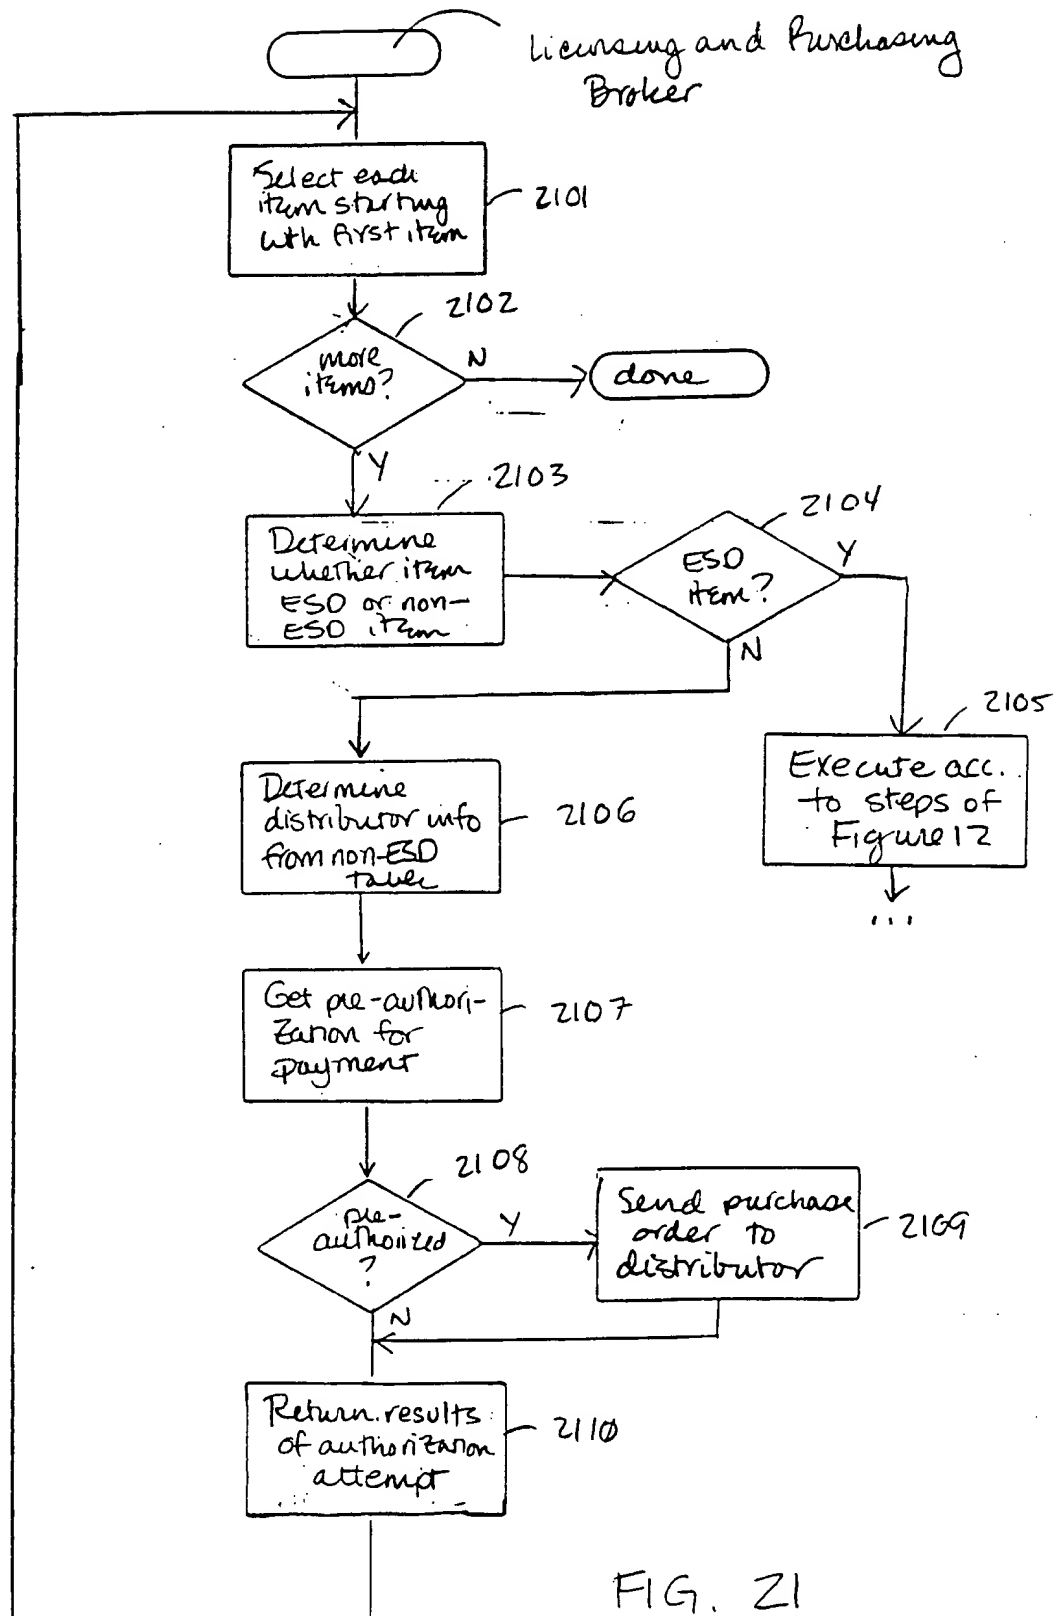 Licensing and Purchasing
Broker
Select each
item starting
with first item
2101
2102
more
items?
N
done
Y
2103
Determine
whether item
ESD or non-
ESD item
2104
ESD
item?
Y
N
2105
Execute acc.
to steps of
Figure 12
...
Determine
distributor info
from non-ESD
table
2106
Get pre-authori-
zation for
payment
2107
2108
pre-
authorized
?
Y
Send purchase
order to
distributor
2109
N
Return results
of authorization
attempt
2110
FIG. 21